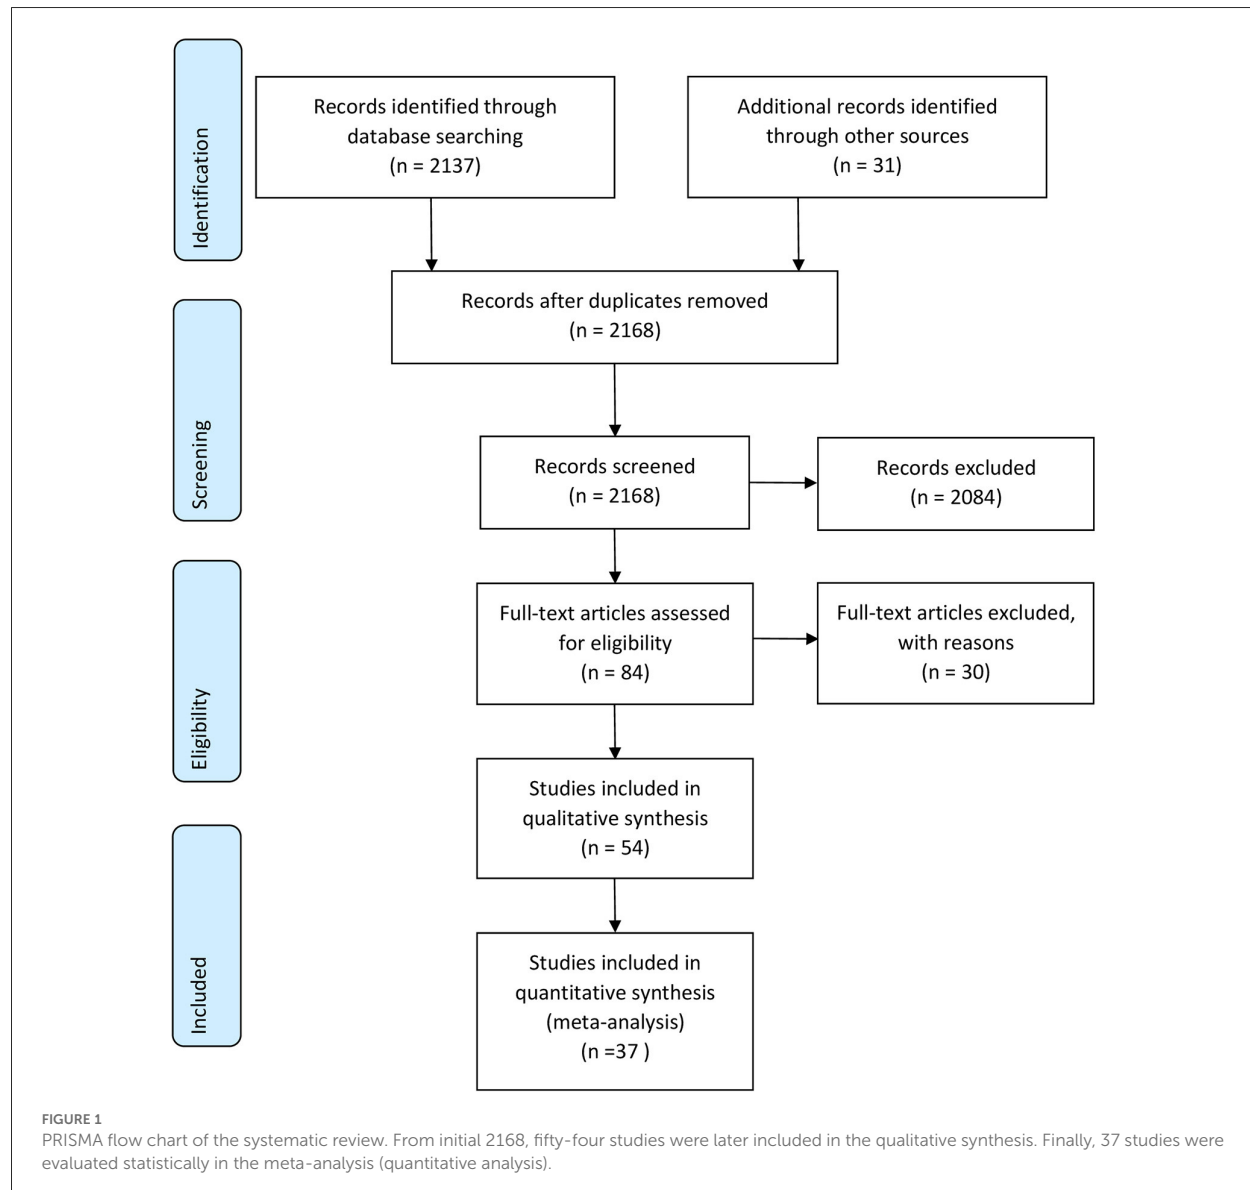 Identification
Records identified through
database searching
(n = 2137)
Additional records identified
through other sources
(n = 31)
Records after duplicates removed
(n = 2168)
Screening
Records screened
(n = 2168)
Records excluded
(n = 2084)
Eligibility
Full-text articles assessed
for eligibility
(n = 84)
Full-text articles excluded,
with reasons
(n = 30)
Studies included in
qualitative synthesis
(n = 54)
Included
Studies included in
quantitative synthesis
(meta-analysis)
(n =37 )
FIGURE 1
PRISMA flow chart of the systematic review. From initial 2168, fifty-four studies were later included in the qualitative synthesis. Finally, 37 studies were
evaluated statistically in the meta-analysis (quantitative analysis).